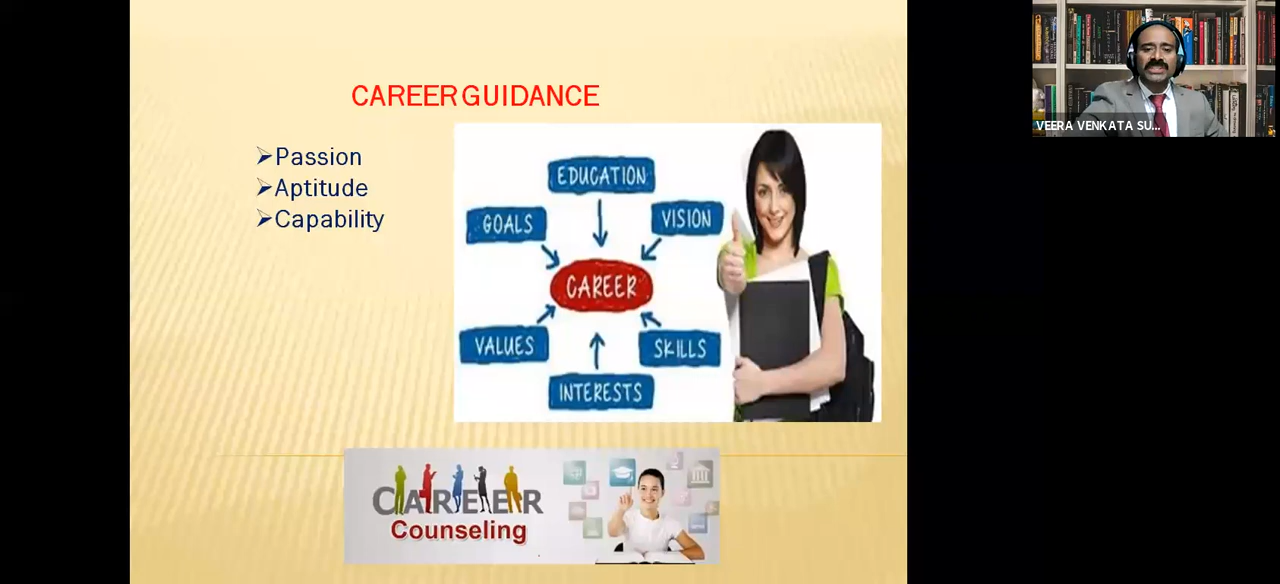 CAREER GUIDANCE
➢Passion
➢Aptitude
➢Capability
EDUCATION
GOALS
VISION
CAREER
VALUES
SKILLS
INTERESTS
CAREER
Counseling
VEERA VENKATA SU...